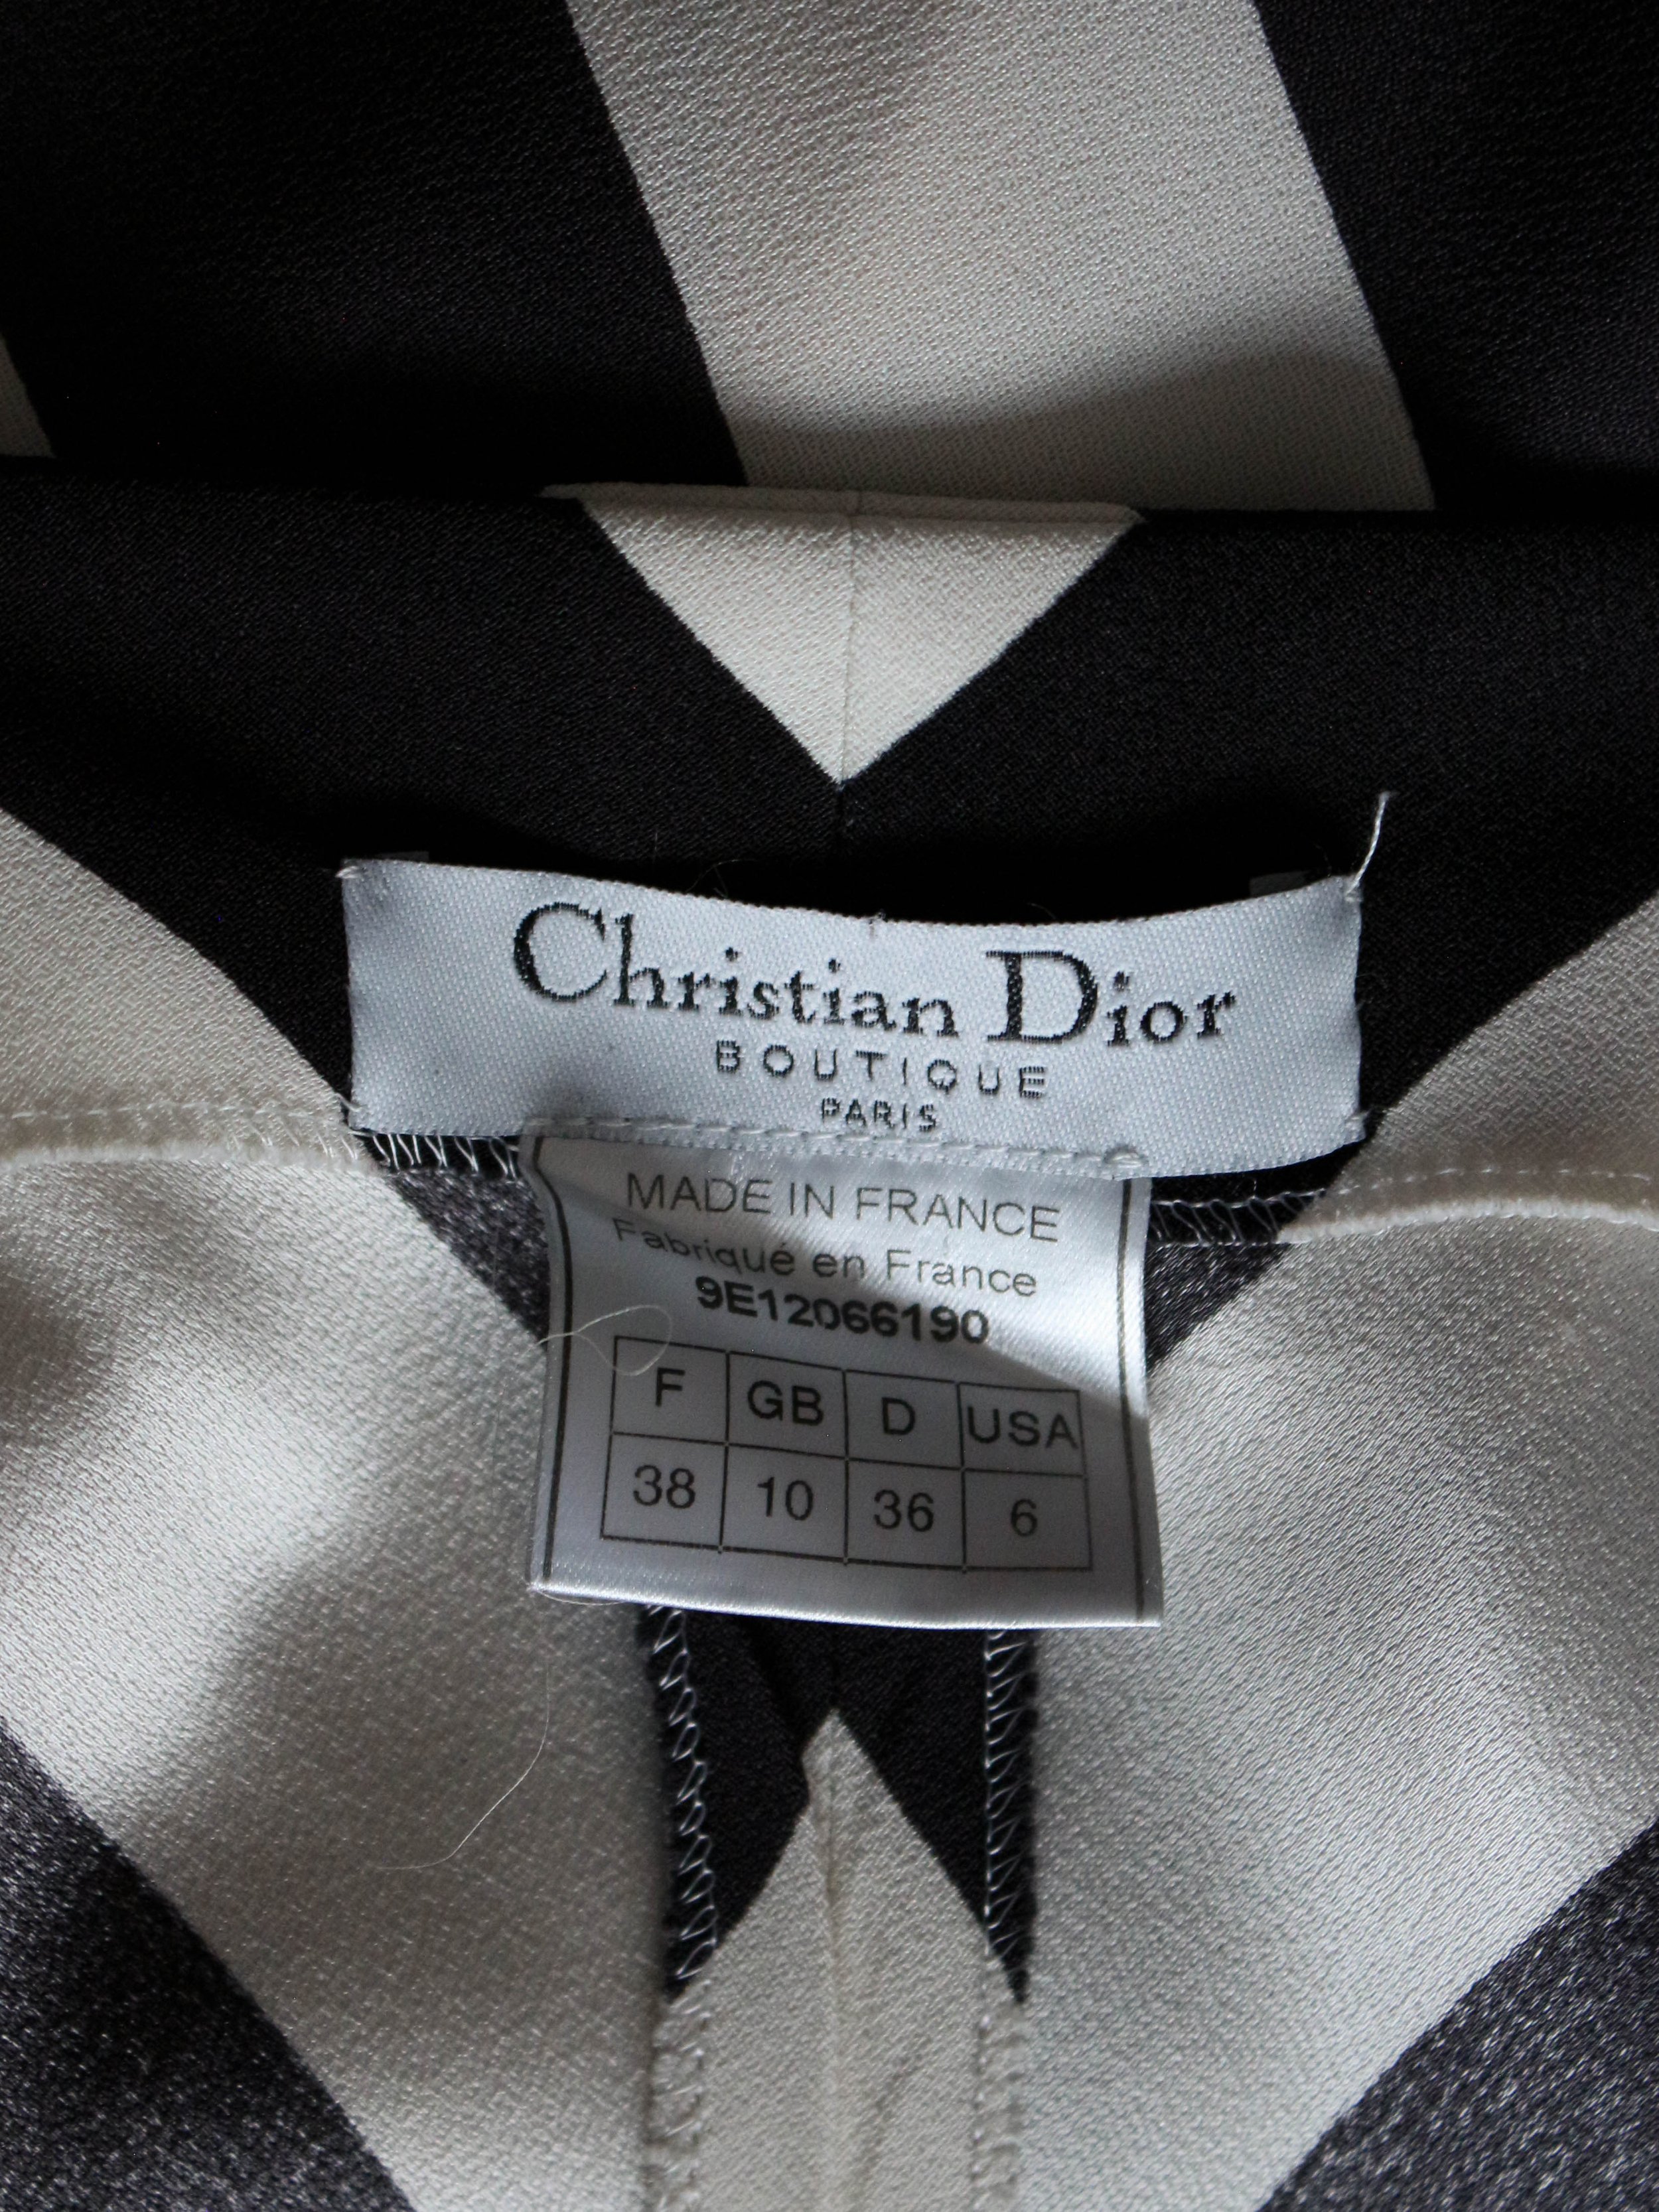 Christian Dior
BOUTIQUE
PARIS
MADE IN FRANCE
Fabriqué en France
9E12066190
F GB D USA
38 10 36 6